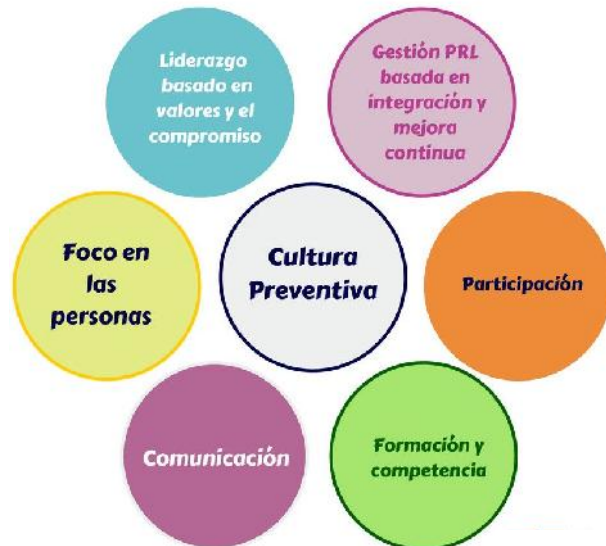 Liderazgo
basado en
valores y el
compromiso
Gestión PRL
basada en
integración y
mejora
contínua
Foco en
las
personas
Cultura
Preventiva
Participación
Comunicación
Formación y
competencia